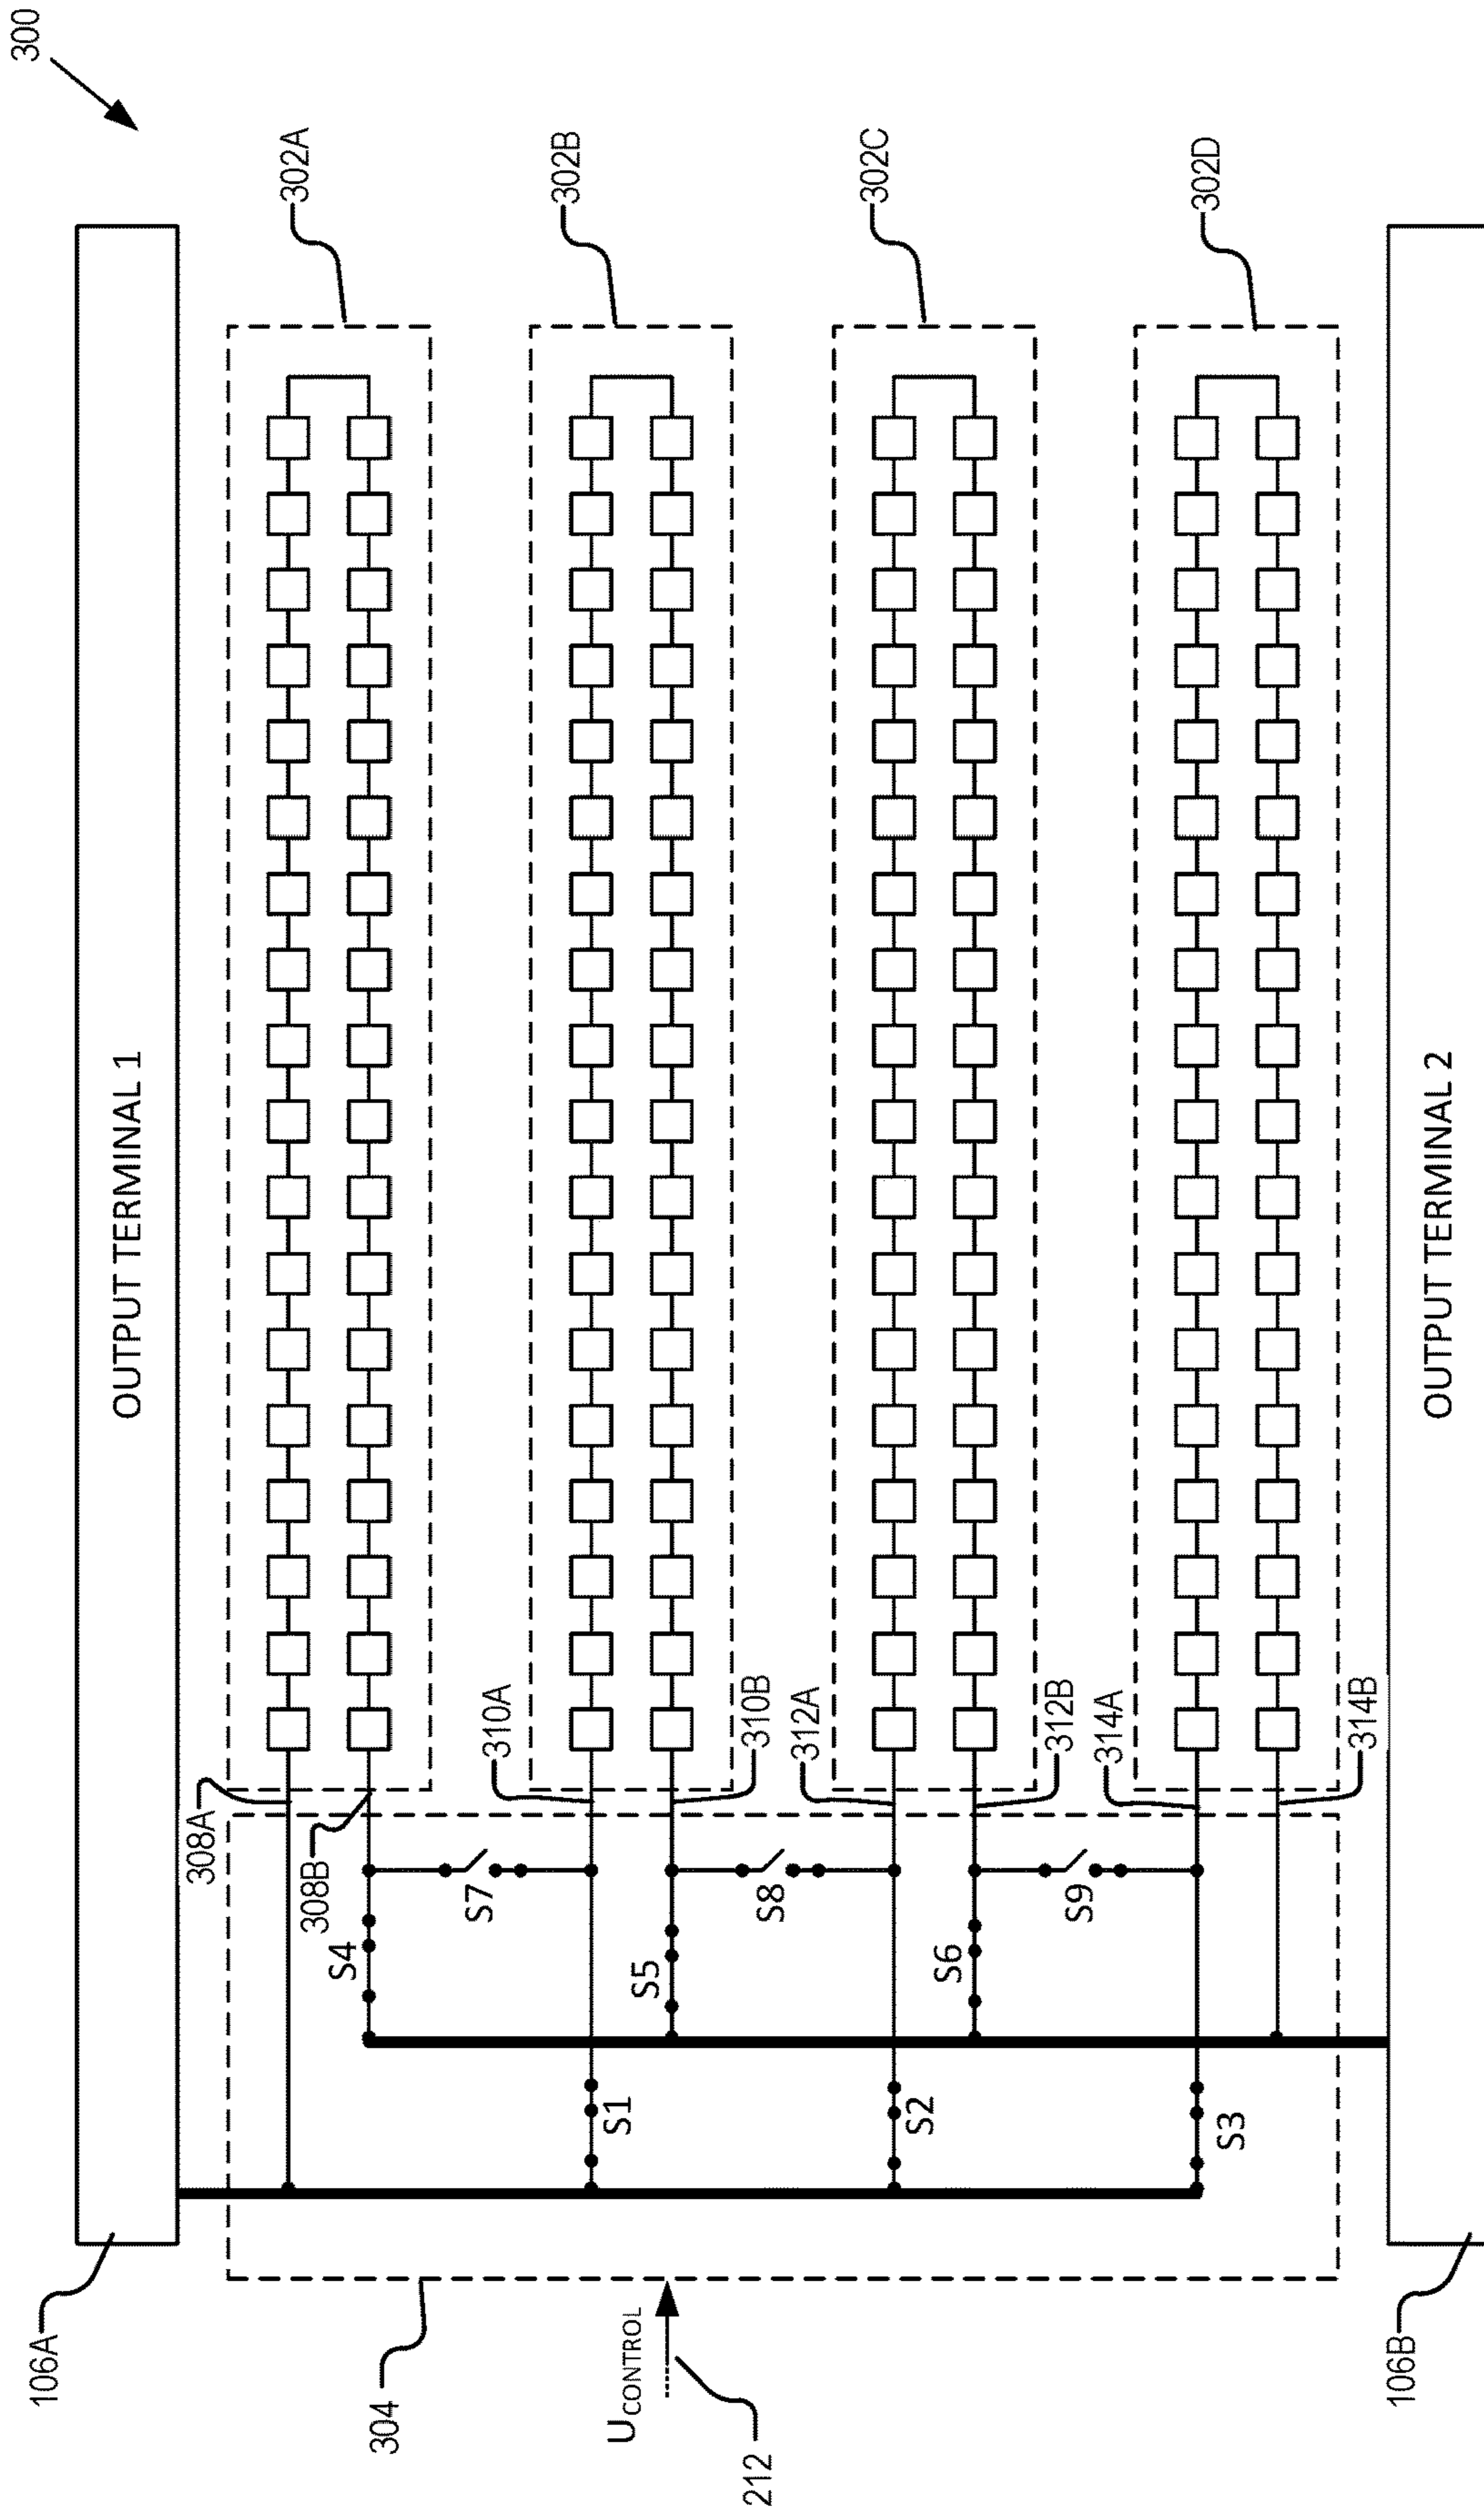 300
302A
302B
302C
302D
OUTPUT TERMINAL 1
OUTPUT TERMINAL 2
308A
308B
310A
310B
312A
312B
314A
314B
S4
S7
S5
S8
S6
S9
S1
S2
S3
106A
304
UCONTROL
212
106B